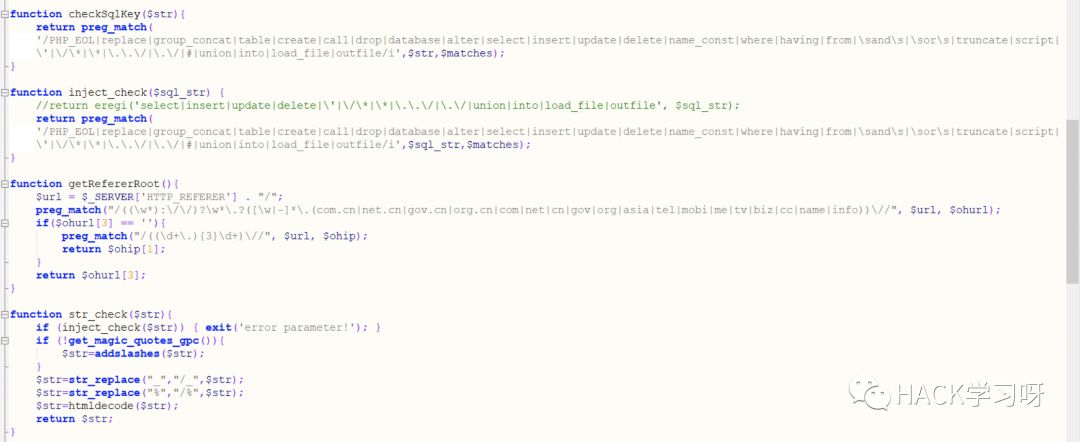 function checkSqlKey($str){
return preg_match(
'/PHP_EOL|replace|group_concat|table|create|call|drop|database|alter|select|insert|update|delete|name_const|where|having|from|\sand\s|\sor\s|truncate|script|
\'|\/\*|\*|\.\.\/|\.\/|#|union|into|load_file|outfile/i',$str,$matches);
}
function inject_check($sql_str) {
//return eregi('select|insert|update|delete|\'|\/\*|\*|\.\.\/|\.\/|union|into|load_file|outfile', $sql_str);
return preg_match(
'/PHP_EOL|replace|group_concat|table|create|call|drop|database|alter|select|insert|update|delete|name_const|where|having|from|\sand\s|\sor\s|truncate|script|
\'|\/\*|\*|\.\.\/|\.\/|#|union|into|load_file|outfile/i',$sql_str,$matches);
}
function getRefererRoot(){
$url = $_SERVER['HTTP_REFERER'] . "/";
preg_match("/((\w*):\/\/)?\w*\.?([\w|-]*\.(com.cn|net.cn|gov.cn|org.cn|com|net|cn|gov|org|asia|tel|mobi|me|tv|biz|cc|name|info))\//", $url, $ohurl);
if($ohurl[3] == ''){
preg_match("/((\d+\.){3}\d+)\//", $url, $ohip);
return $ohip[1];
}
return $ohurl[3];
}
function str_check($str){
if (inject_check($str)) { exit('error parameter!'); }
if (!get_magic_quotes_gpc()){
$str=addslashes($str);
}
$str=str_replace("_","/_",$str);
$str=str_replace("%","/%",$str);
$str=htmldecode($str);
return $str;
}
HACK学习呀